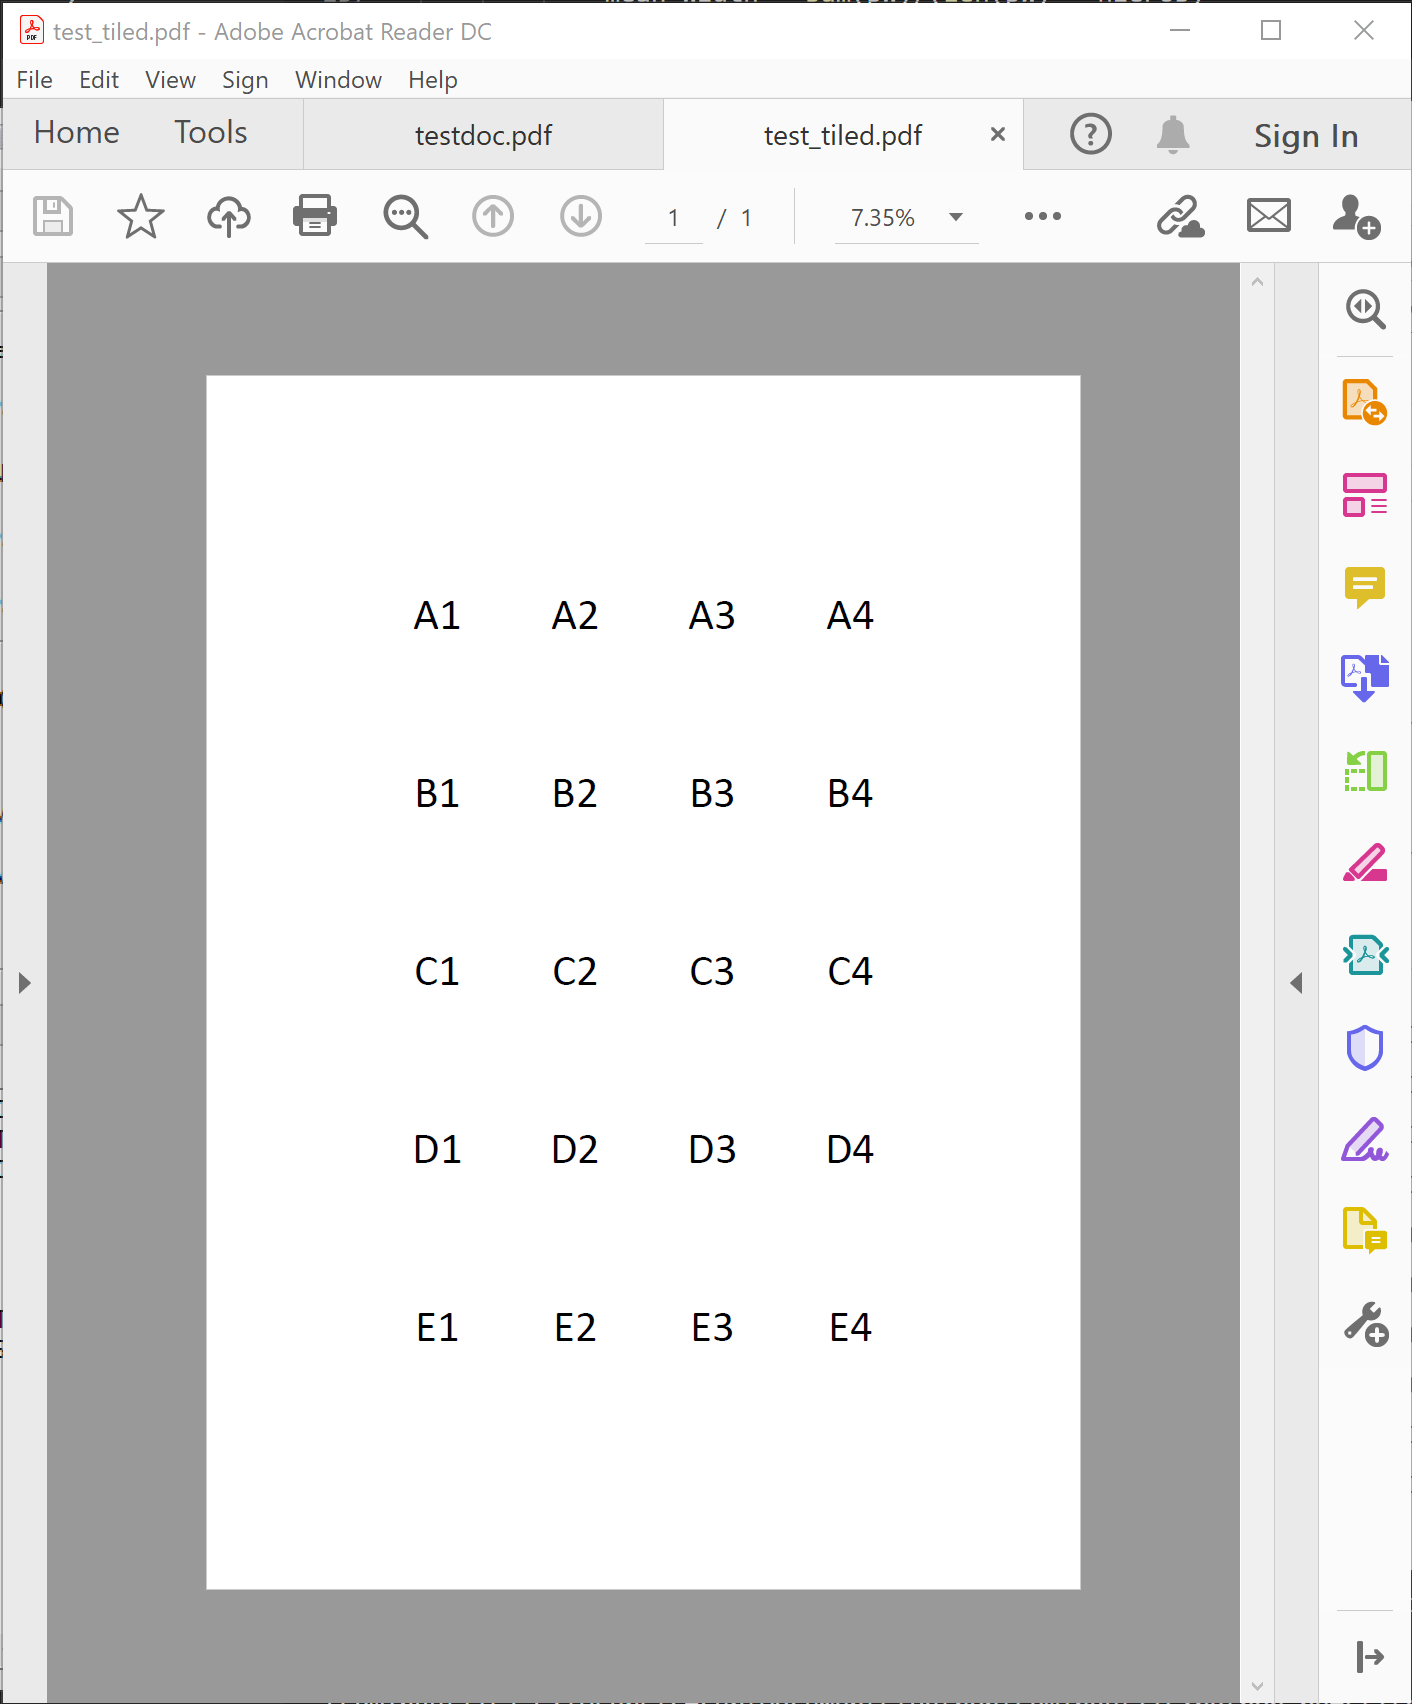 test_tiled.pdf - Adobe Acrobat Reader DC
File Edit View Sign Window Help
Home Tools testdoc.pdf test_tiled.pdf × ? Sign In
1 / 1 7.35%
A1 A2 A3 A4
B1 B2 B3 B4
C1 C2 C3 C4
D1 D2 D3 D4
E1 E2 E3 E4